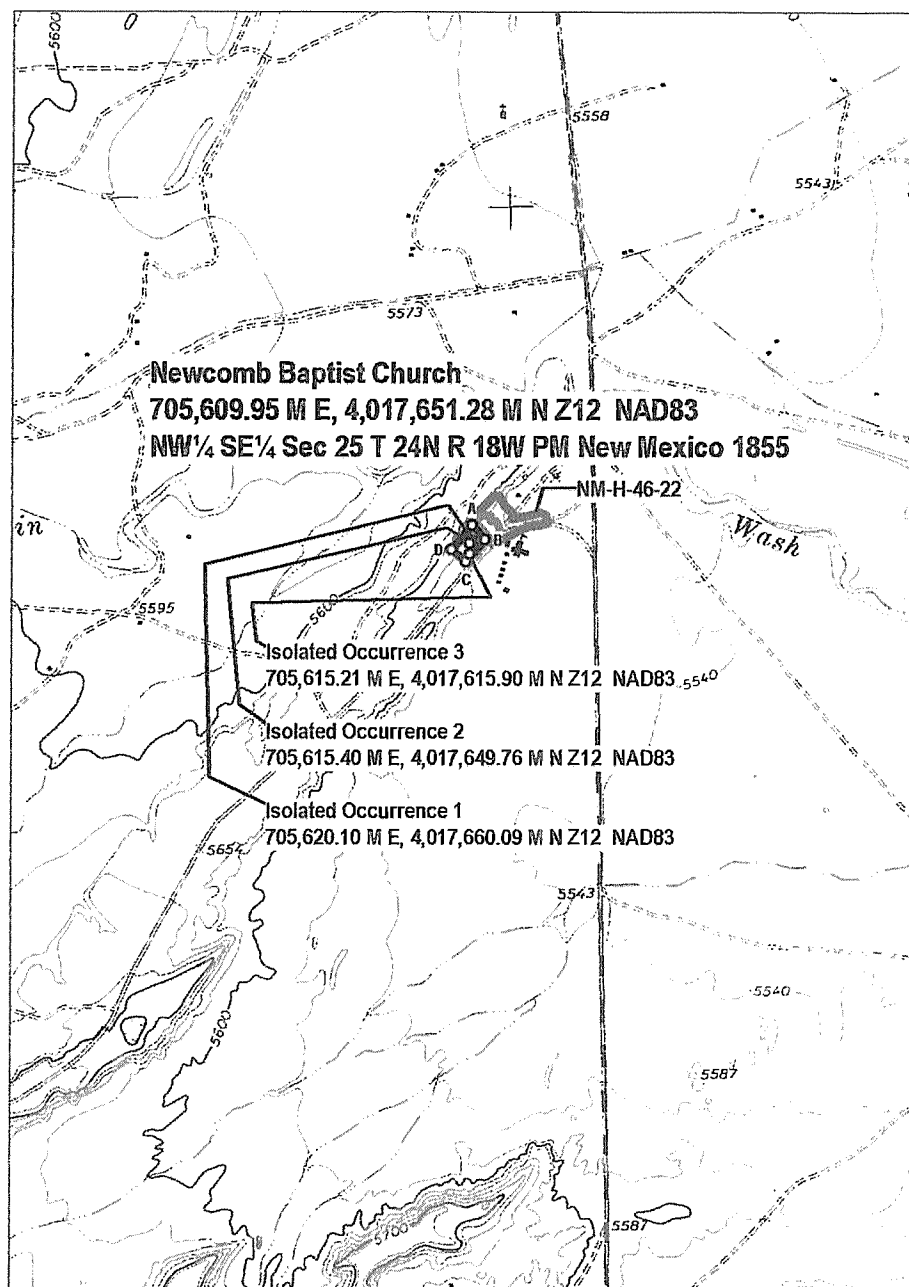 5600
5558
5543
5573
Newcomb Baptist Church
705,609.95 M E, 4,017,651.28 M N Z12 NAD83
NW¼ SE¼ Sec 25 T 24N R 18W PM New Mexico 1855
NM-H-46-22
in
A
B
Wash
D
C
5600
5595
Isolated Occurrence 3
705,615.21 M E, 4,017,615.90 M N Z12 NAD83
5540
Isolated Occurrence 2
705,615.40 M E, 4,017,649.76 M N Z12 NAD83
Isolated Occurrence 1
705,620.10 M E, 4,017,660.09 M N Z12 NAD83
5654
5543
5540
5600
5587
5700
5587